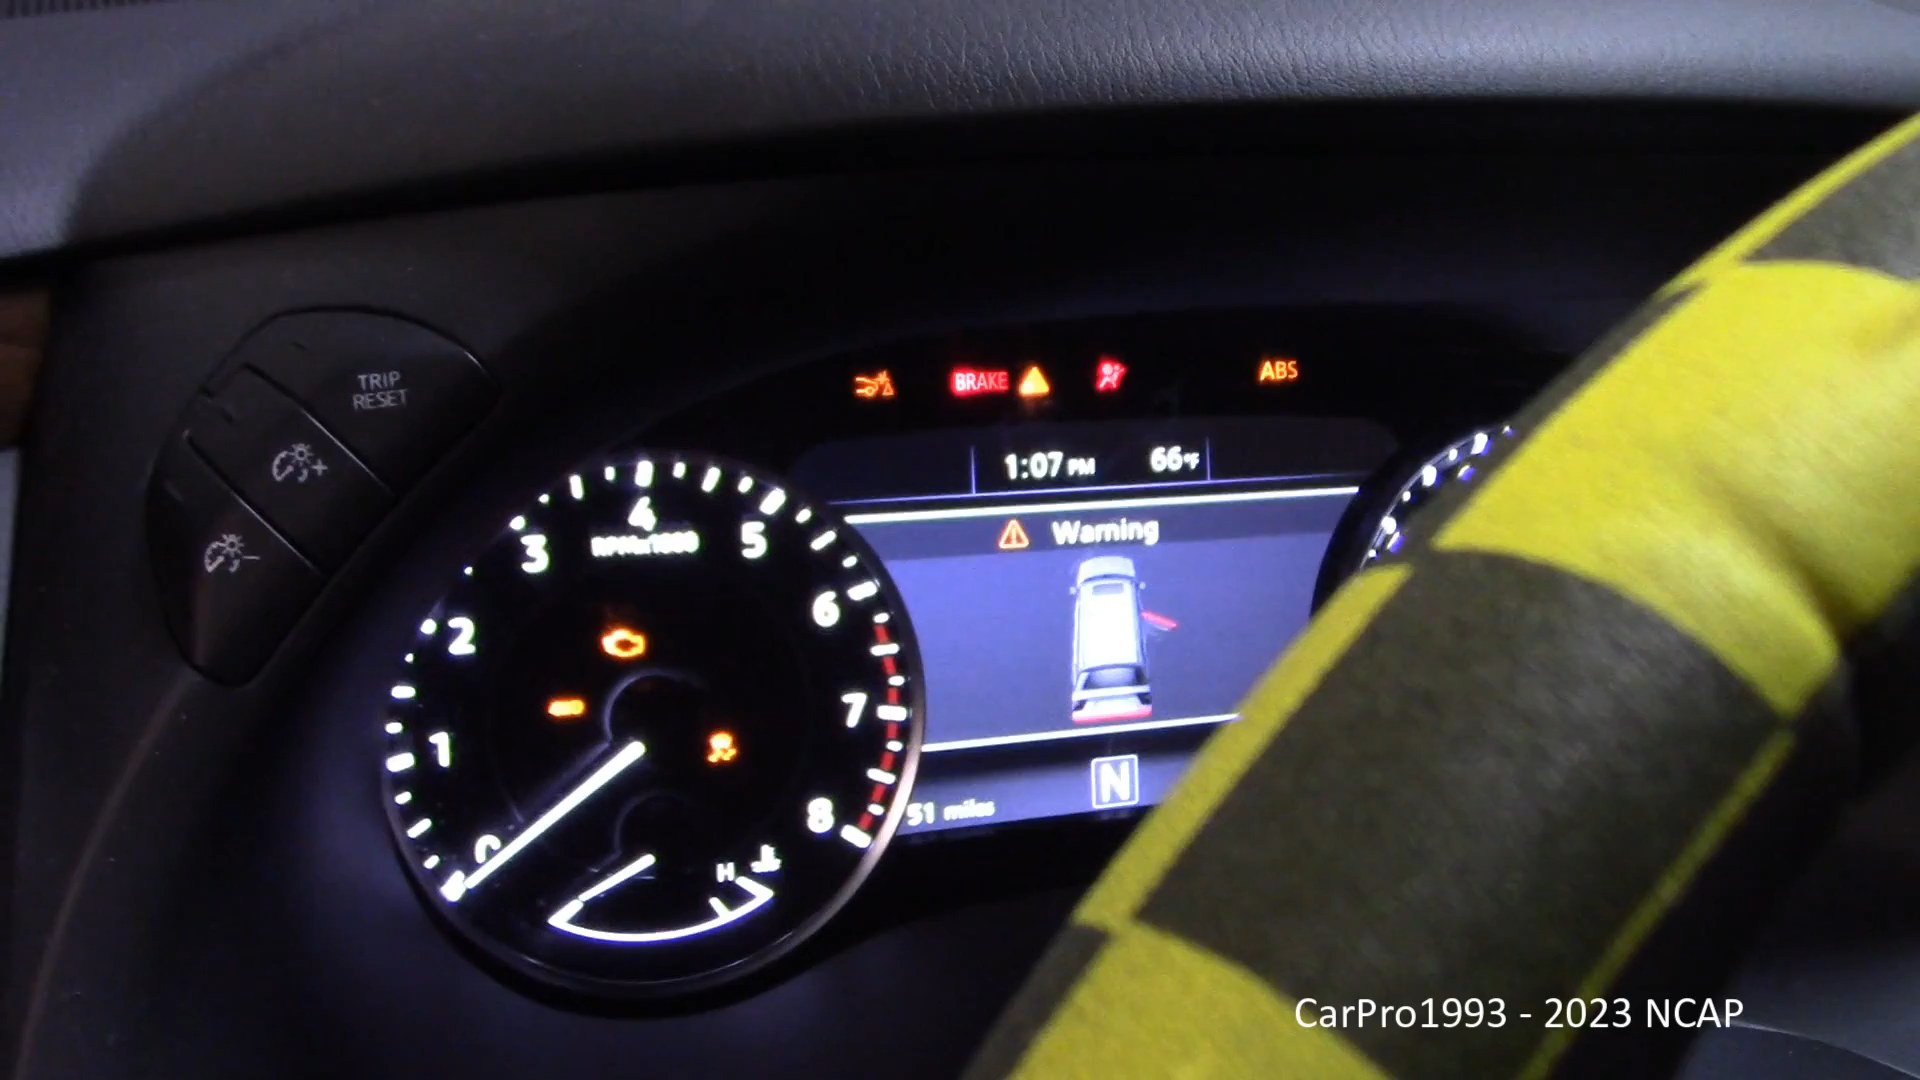 TRIP
RESET
BRAKE
ABS
1:07 PM
66°F
Warning
4
3
5
RPMx1000
2
6
1
7
0
8
N
51 miles
H
CarPro1993 - 2023 NCAP